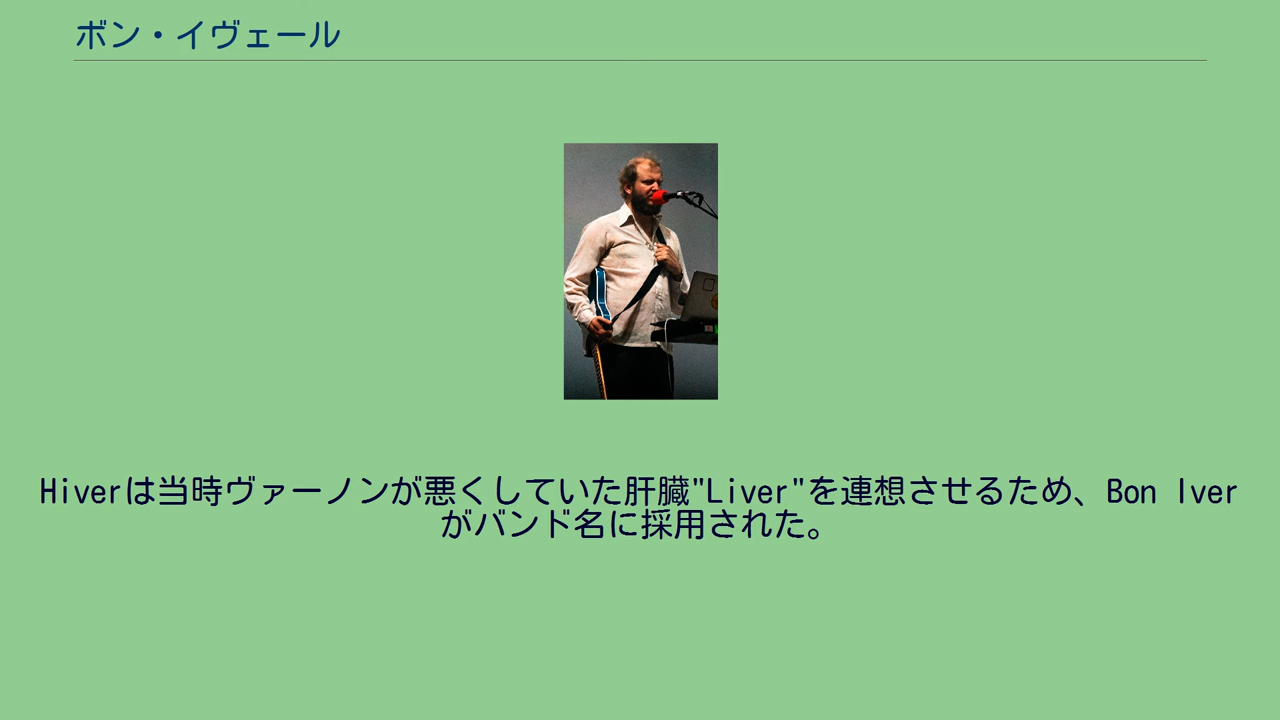 ボン・イヴェール
Hiverは当時ヴァーノンが悪くしていた肝臓"Liver"を連想させるため、Bon Iver
がバンド名に採用された。